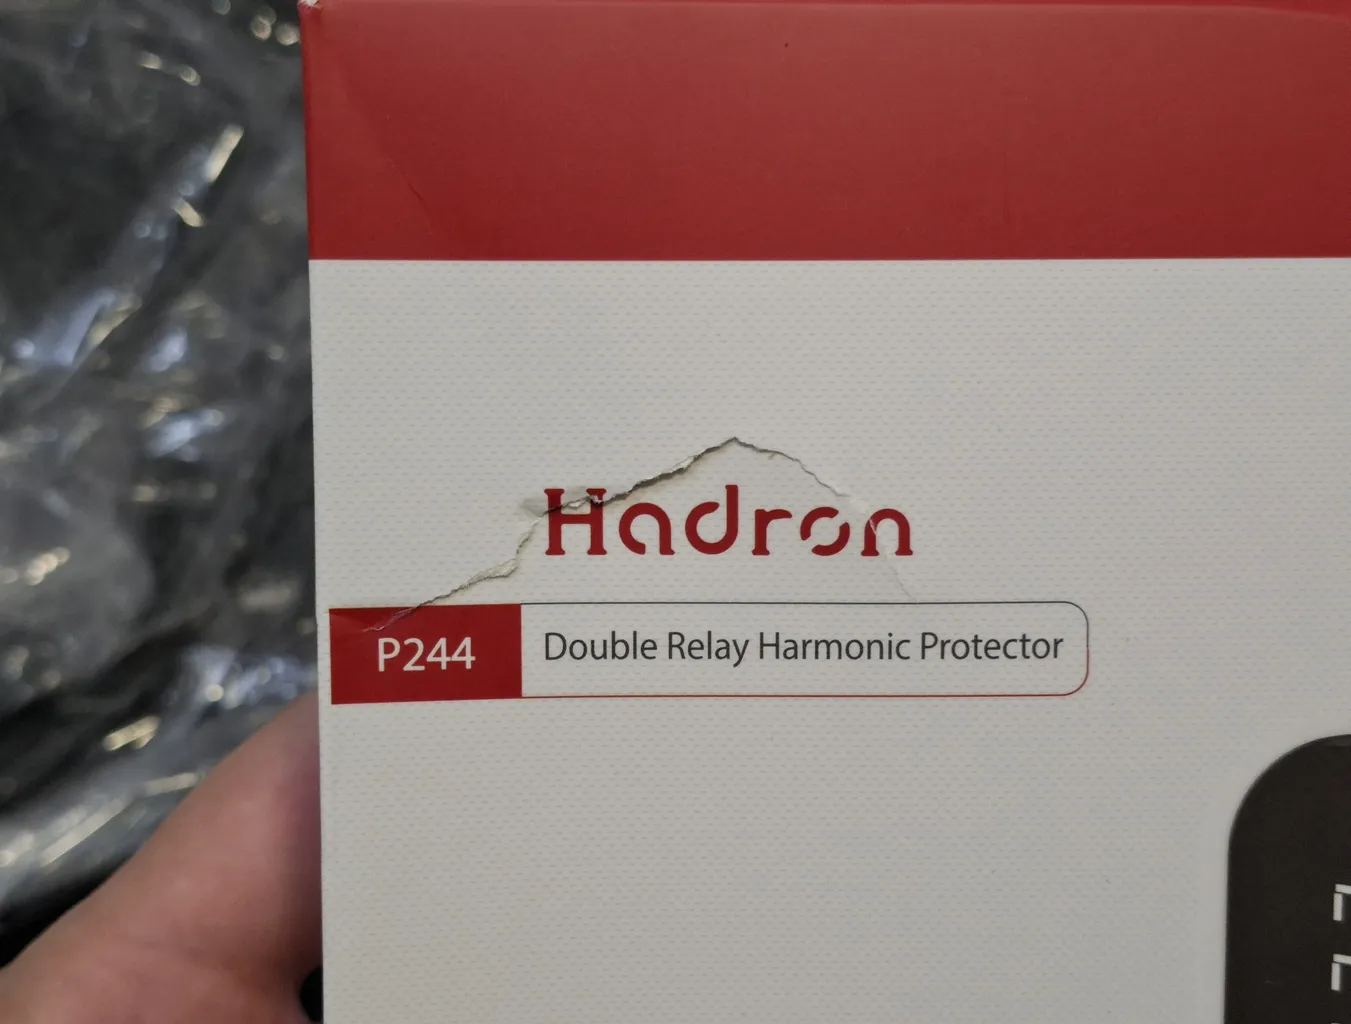 Hadron
P244 Double Relay Harmonic Protector